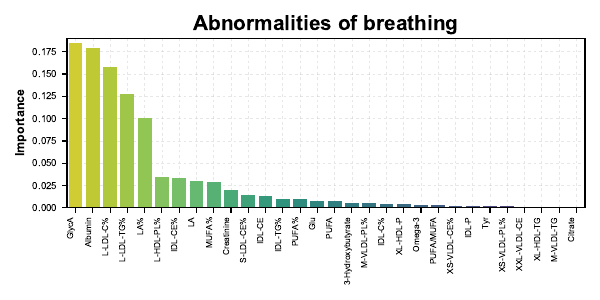 Abnormalities of breathing
Importance
0.175
0.150
0.125
0.100
0.075
0.050
0.025
0.000
GlycA
Albumin
L-LDL-C%
L-LDL-TG%
LA%
L-HDL-PL%
IDL-CE%
LA
MUFA%
Creatinine
S-LDL-CE%
IDL-CE
IDL-TG%
PUFA%
Glu
PUFA
3-Hydroxybutyrate
M-VLDL-PL%
IDL-C%
XL-HDL-P
Omega-3
PUFA/MUFA
XS-VLDL-CE%
IDL-P
Tyr
XS-VLDL-PL%
XXL-VLDL-CE
XL-HDL-TG
M-VLDL-TG
Citrate